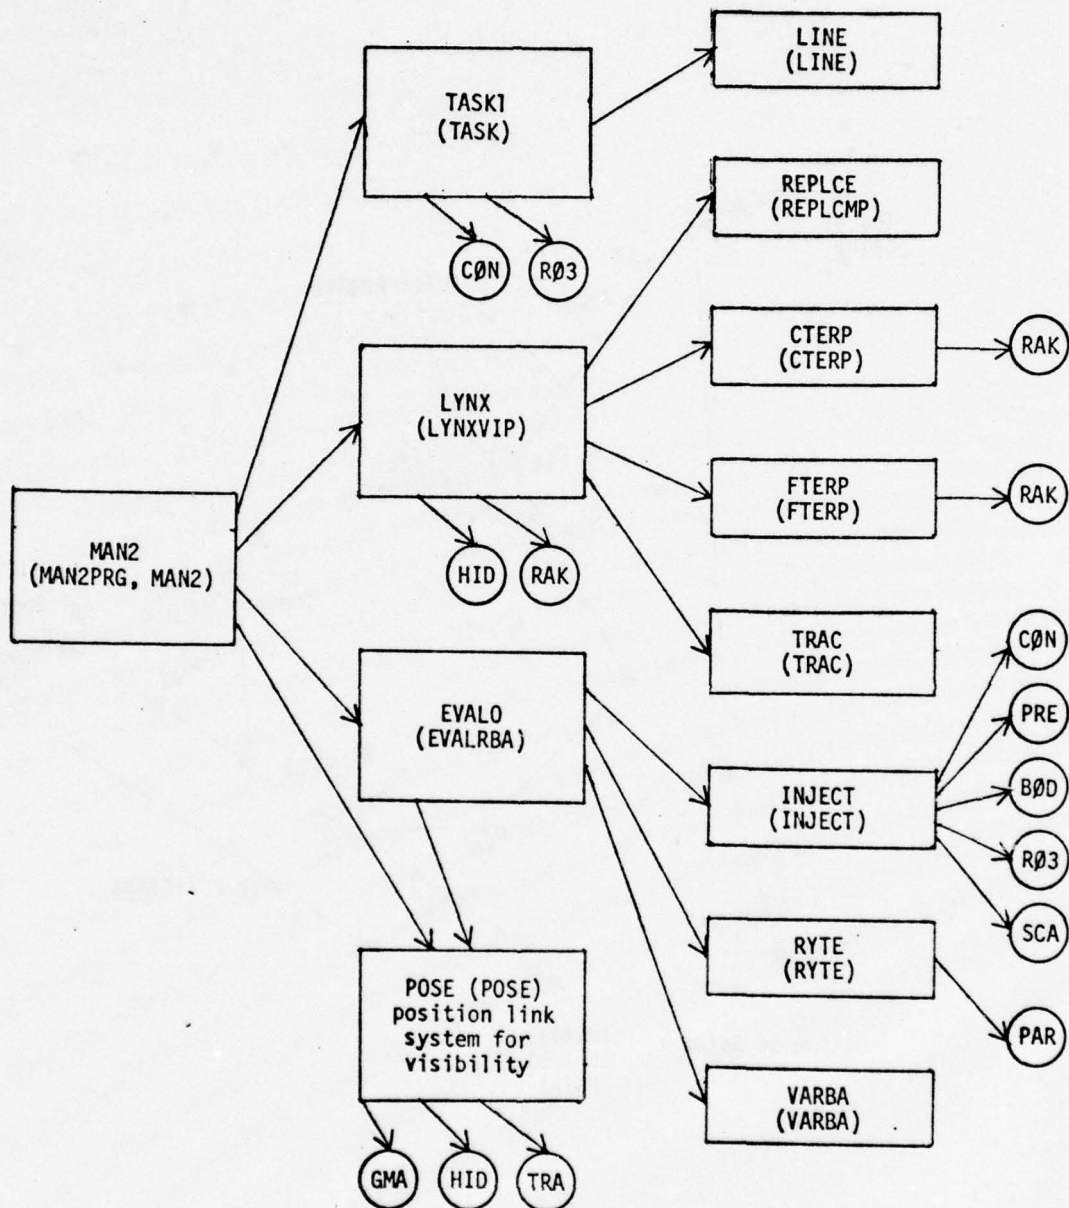 LINE
(LINE)
TASK1
(TASK)
REPLCE
(REPLCMP)
CØN
RØ3
CTERP
(CTERP)
RAK
LYNX
(LYNXVIP)
FTERP
(FTERP)
RAK
MAN2
(MAN2PRG, MAN2)
HID
RAK
TRAC
(TRAC)
CØN
EVALO
(EVALRBA)
PRE
INJECT
(INJECT)
BØD
RØ3
SCA
RYTE
(RYTE)
POSE (POSE)
position link
system for
visibility
PAR
VARBA
(VARBA)
GMA
HID
TRA